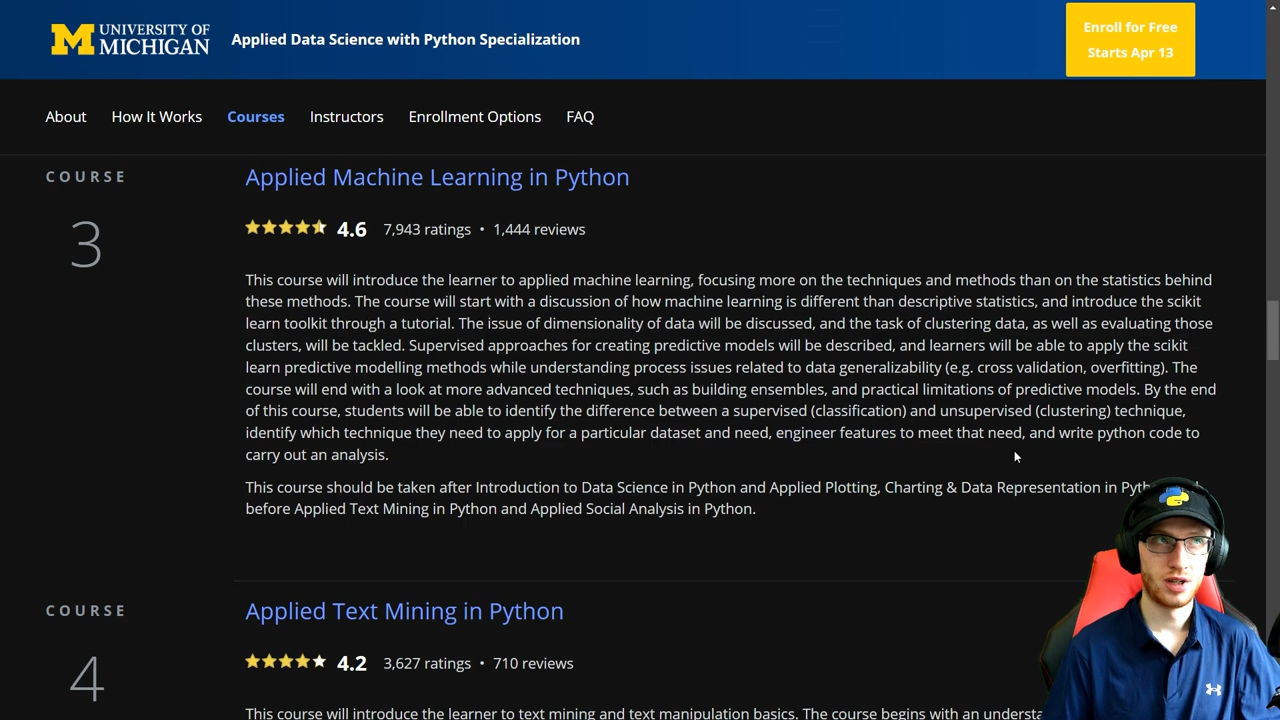 UNIVERSITY OF
MICHIGAN
Applied Data Science with Python Specialization
Enroll for Free
Starts Apr 13
About How It Works Courses Instructors Enrollment Options FAQ
COURSE
3
Applied Machine Learning in Python
4.6 7,943 ratings • 1,444 reviews
This course will introduce the learner to applied machine learning, focusing more on the techniques and methods than on the statistics behind
these methods. The course will start with a discussion of how machine learning is different than descriptive statistics, and introduce the scikit
learn toolkit through a tutorial. The issue of dimensionality of data will be discussed, and the task of clustering data, as well as evaluating those
clusters, will be tackled. Supervised approaches for creating predictive models will be described, and learners will be able to apply the scikit
learn predictive modelling methods while understanding process issues related to data generalizability (e.g. cross validation, overfitting). The
course will end with a look at more advanced techniques, such as building ensembles, and practical limitations of predictive models. By the end
of this course, students will be able to identify the difference between a supervised (classification) and unsupervised (clustering) technique,
identify which technique they need to apply for a particular dataset and need, engineer features to meet that need, and write python code to
carry out an analysis.
This course should be taken after Introduction to Data Science in Python and Applied Plotting, Charting & Data Representation in
before Applied Text Mining in Python and Applied Social Analysis in Python.
COURSE
4
Applied Text Mining in Python
4.2 3,627 ratings • 710 reviews
This course will introduce the learner to text mining and text manipulation basics. The course begins with an